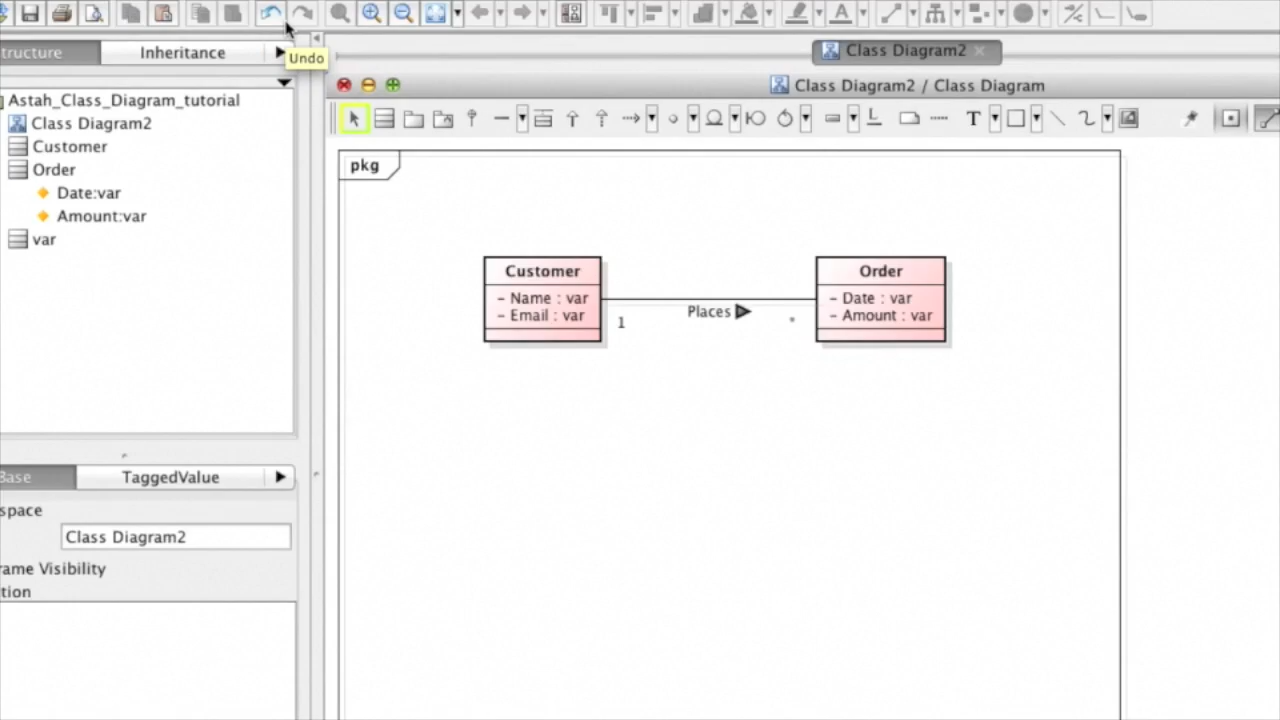 Undo
tructure
Inheritance
Astah_Class_Diagram_tutorial
Class Diagram2
Customer
Order
Date:var
Amount:var
var
Base
TaggedValue
space
Class Diagram2
rame Visibility
tion
Class Diagram2
Class Diagram2 / Class Diagram
A
T
pkg
Customer
- Name : var
- Email : var
1
Places
*
Order
- Date : var
- Amount : var